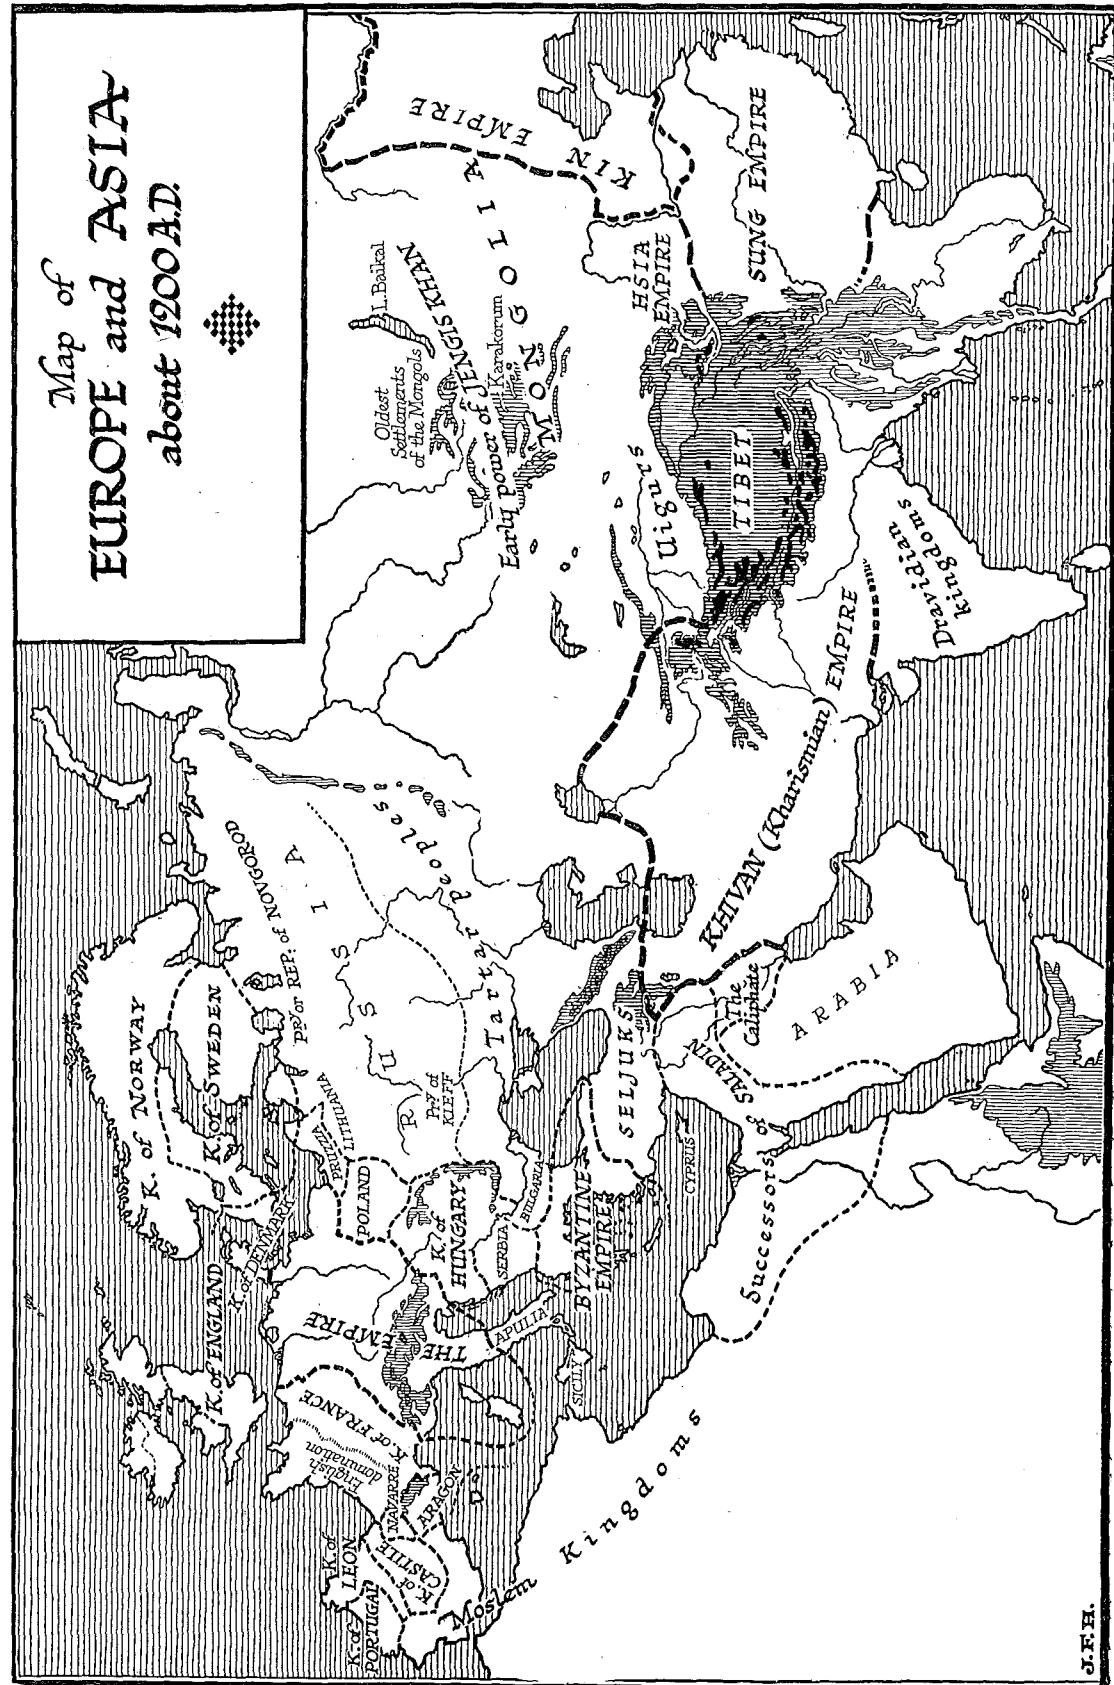 Map of
EUROPE and ASIA
about 1200 A.D.
K. of NORWAY
K. of SWEDEN
K. of DENMARK
K. of ENGLAND
PRY or REP: of NOVGOROD
RUSSIA
PRUZZIA
LITHUANIA
POLAND
Pr-y of
KIEFF
Tartar Peoples
K. of
HUNGARY
SERBIA
BULGARIA
THE EMPIRE
APULIA
SICILY
K. of FRANCE
English
domination
NAVARRE
ARAGON
K. of
CASTILE
K. of
LEON
K. of
PORTUGAL
Moslem Kingdoms
BYZANTINE
EMPIRE
SELJUKS
CYPRUS
Successors of SALADIN
The
Caliphate
ARABIA
KHIVAN (Kharismian) EMPIRE
Dravidian
kingdoms
TIBET
Uigurs
Oldest
Settlements
of the Mongols
L. Baikal
Early power of JENGIS KHAN
Karakorum
MONGOLIA
KIN EMPIRE
HSIA
EMPIRE
SUNG EMPIRE
J.F.H.